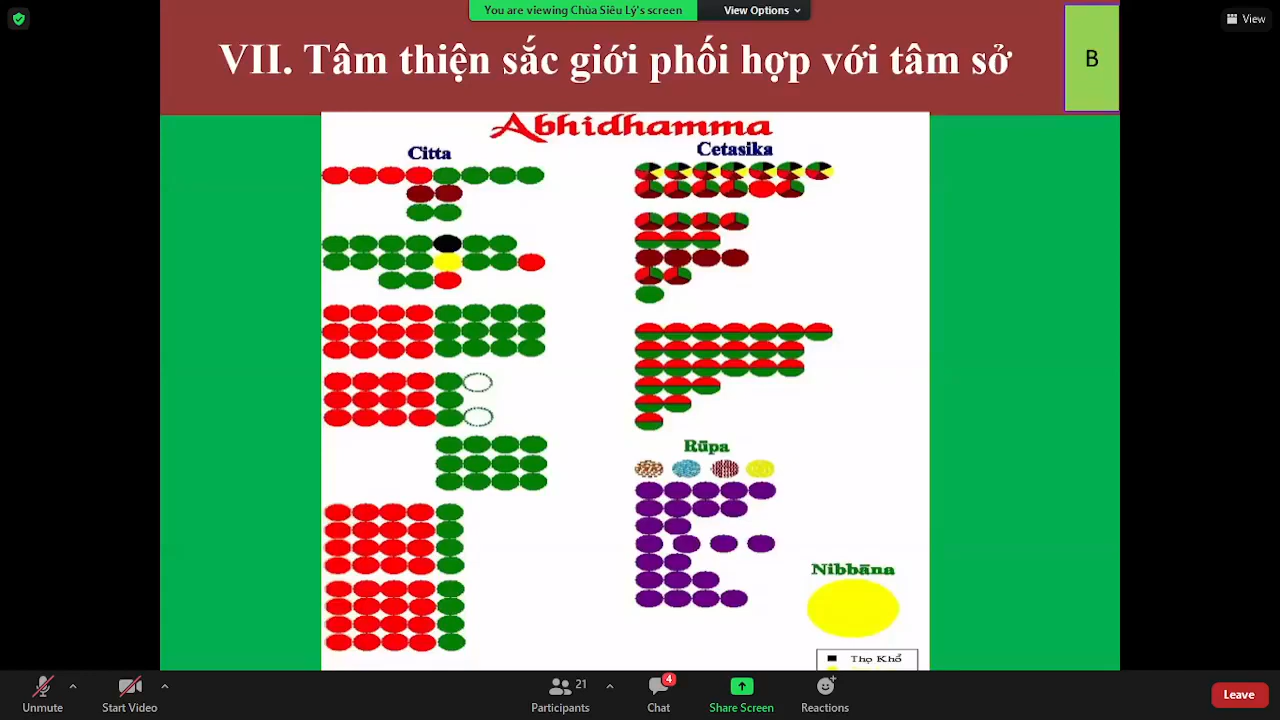 You are viewing Chùa Siêu Lý's screen
View Options
View
VII. Tâm thiện sắc giới phối hợp với tâm sở
B
Abhidhamma
Citta
Cetasika
Rūpa
Nibbāna
Thọ Khổ
Unmute
Start Video
21
Participants
4
Chat
Share Screen
Reactions
Leave